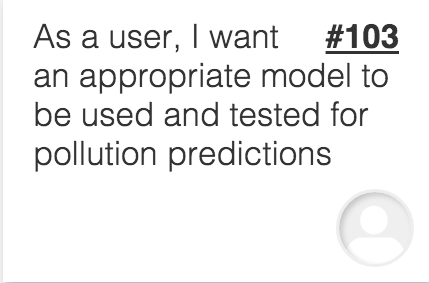 As a user, I want #103
an appropriate model to
be used and tested for
pollution predictions